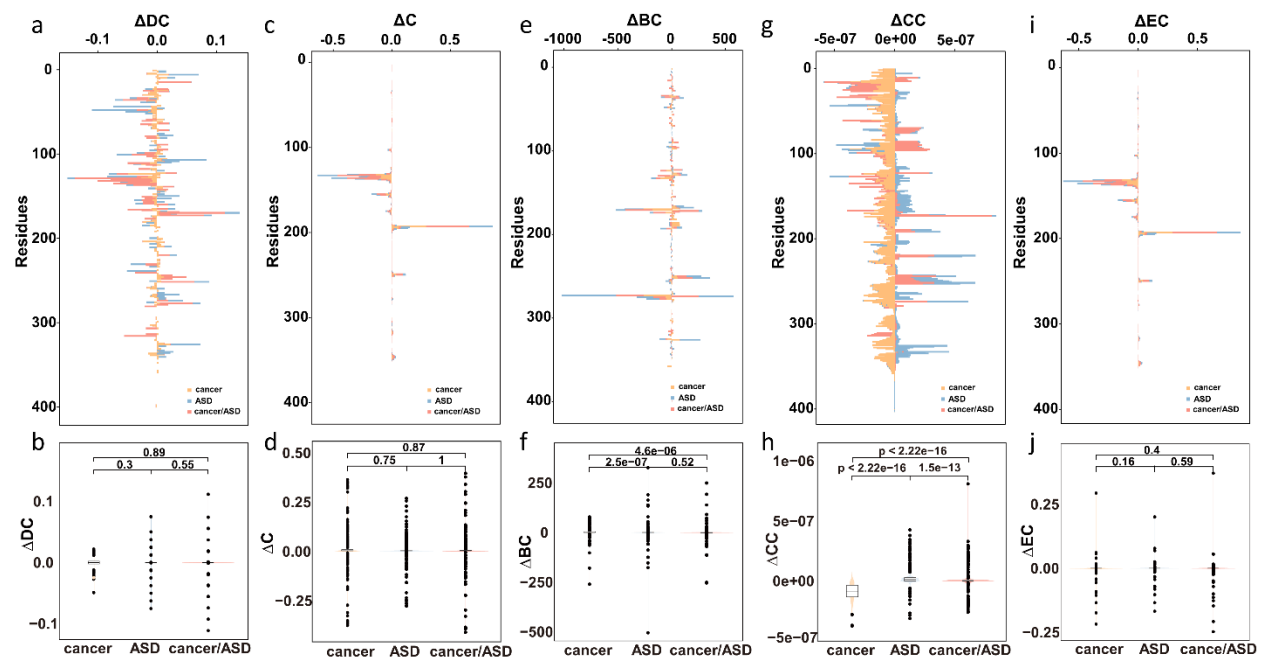 a
ΔDC
−0.1 0.0 0.1
Residues
0
100
200
300
400
cancer
ASD
cancer/ASD
c
ΔC
−0.5 0.0 0.5
Residues
0
100
200
300
400
cancer
ASD
cancer/ASD
e
ΔBC
−1000 −500 0 500
Residues
0
100
200
300
400
cancer
ASD
cancer/ASD
g
ΔCC
−5e−07 0e+00 5e−07
Residues
0
100
200
300
400
cancer
ASD
cancer/ASD
i
ΔEC
−0.5 0.0 0.5
Residues
0
100
200
300
400
cancer
ASD
cancer/ASD
b
ΔDC
0.1
0.0
−0.1
0.89
0.3 0.55
cancer ASD cancer/ASD
d
ΔC
0.50
0.25
0.00
−0.25
0.87
0.75 1
cancer ASD cancer/ASD
f
ΔBC
500
250
0
−250
−500
4.6e−06
2.5e−07 0.52
cancer ASD cancer/ASD
h
ΔCC
1e−06
5e−07
0e+00
−5e−07
p < 2.22e−16
p < 2.22e−16 1.5e−13
cancer ASD cancer/ASD
j
ΔEC
0.25
0.00
−0.25
0.4
0.16 0.59
cancer ASD cancer/ASD